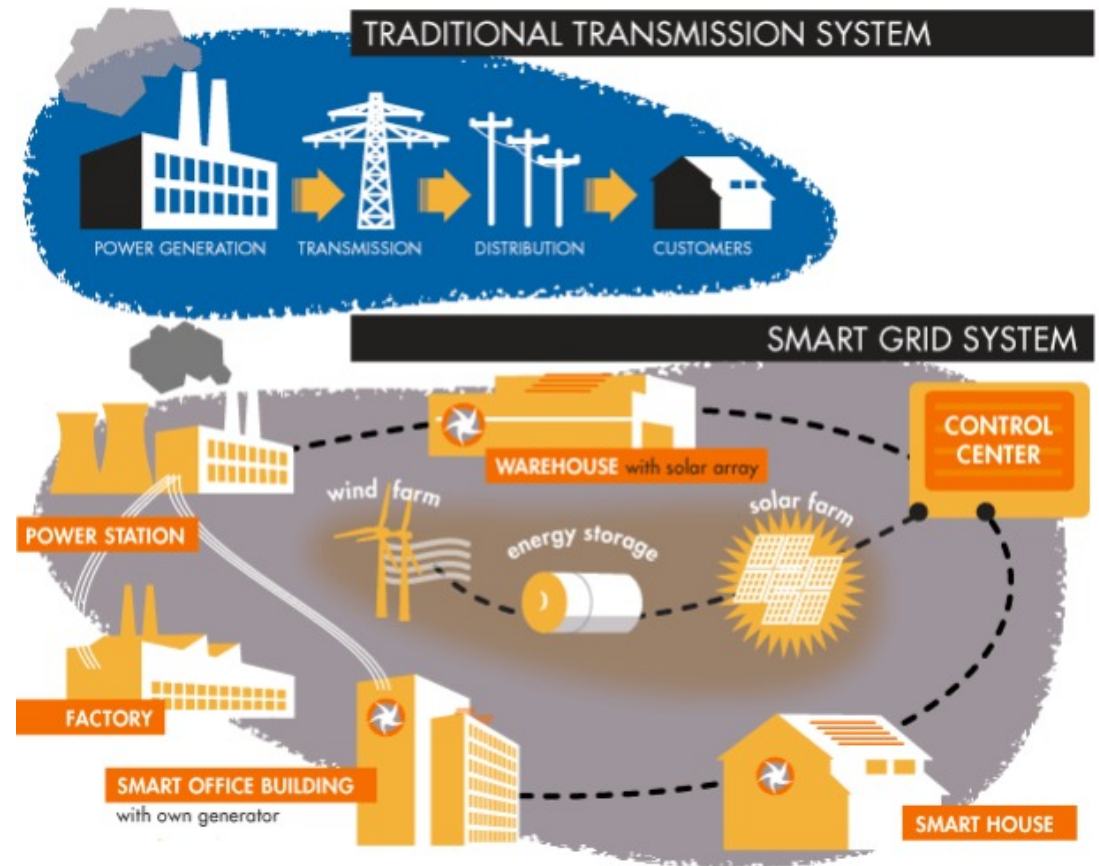 TRADITIONAL TRANSMISSION SYSTEM
POWER GENERATION
TRANSMISSION
DISTRIBUTION
CUSTOMERS
SMART GRID SYSTEM
CONTROL
CENTER
WAREHOUSE with solar array
wind farm
energy storage
solar farm
POWER STATION
FACTORY
SMART OFFICE BUILDING
with own generator
SMART HOUSE